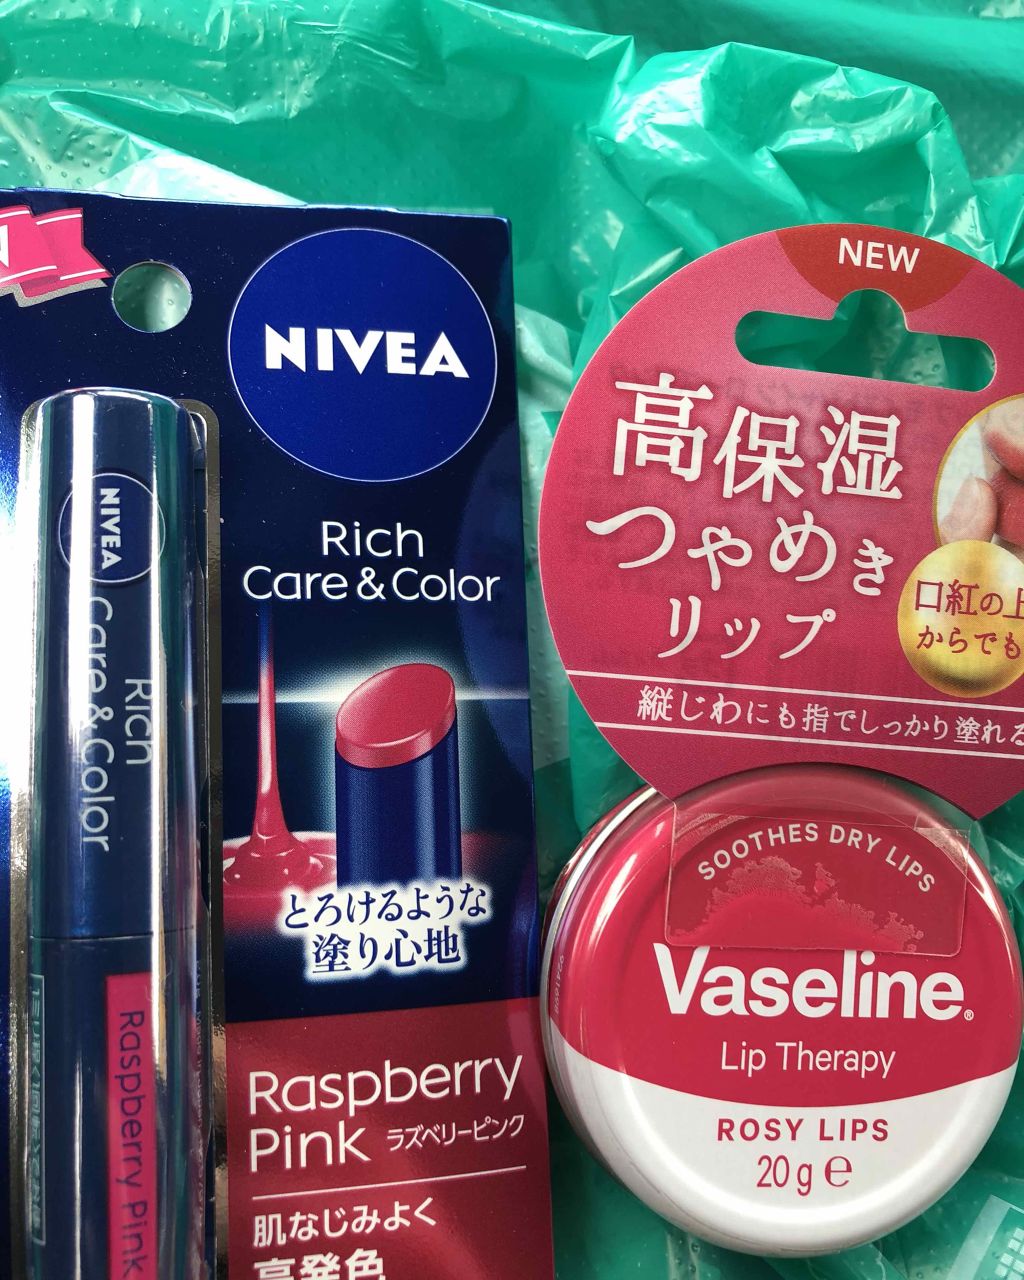 NIVEA
Rich
Care & Color
とろけるような
塗り心地
Raspberry
Pink ラズベリーピンク
肌なじみよく
高発色
NIVEA
Rich
Care & Color
Raspberry Pink
NEW
高保湿
つやめき
リップ
口紅の上
からでも
縦じわにも指でしっかり塗れる
SOOTHES DRY LIPS
Vaseline®
Lip Therapy
ROSY LIPS
20 g ℮